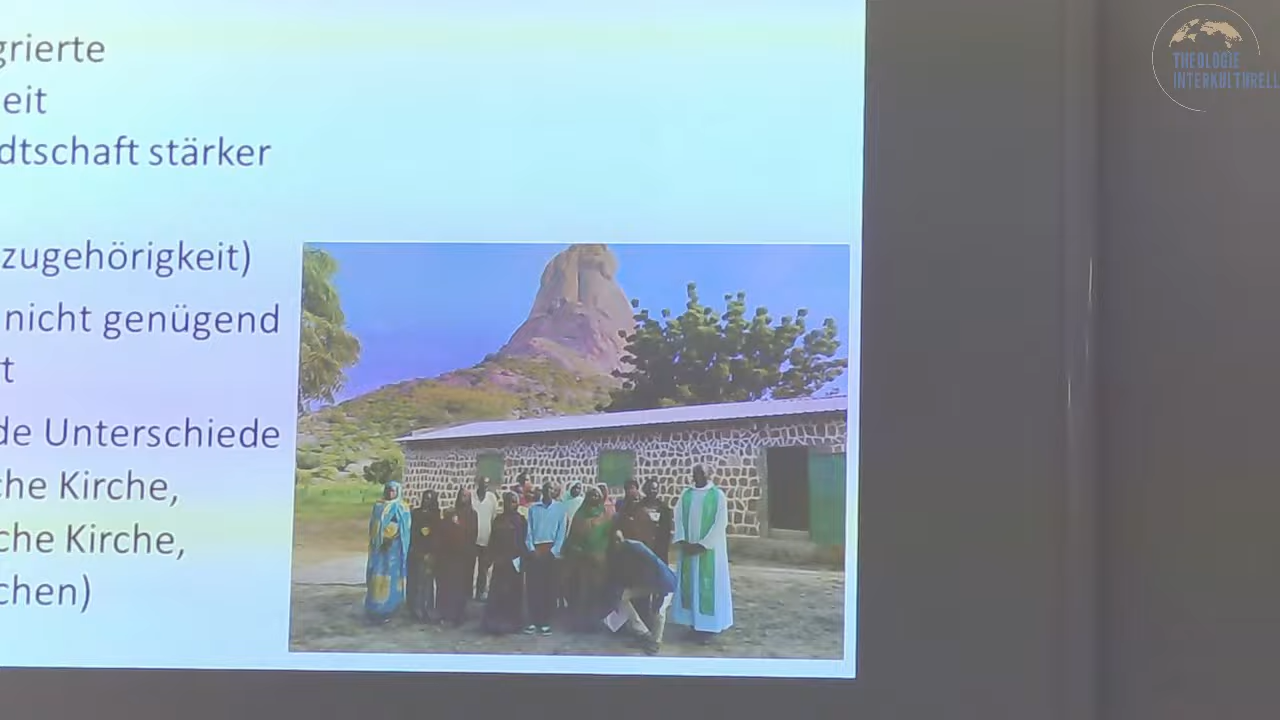 grierte
eit
dtschaft stärker
zugehörigkeit)
nicht genügend
t
de Unterschiede
che Kirche,
che Kirche,
chen)
THEOLOGIE
INTERKULTURELL